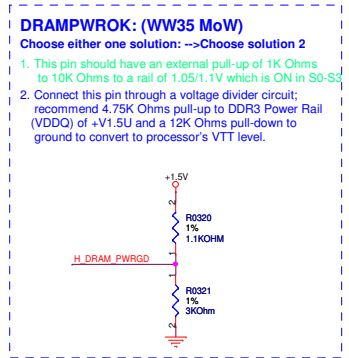 DRAMPWROK: (WW35 MoW)
Choose either one solution: -->Choose solution 2
1. This pin should have an external pull-up of 1K Ohms
to 10K Ohms to a rail of 1.05/1.1V which is ON in S0-S3
2. Connect this pin through a voltage divider circuit;
recommend 4.75K Ohms pull-up to DDR3 Power Rail
(VDDQ) of +V1.5U and a 12K Ohms pull-down to
ground to convert to processor's VTT level.
+1.5V
2
R0320
1%
1.1KOHM
1
H_DRAM_PWRGD
1
R0321
1%
3KOhm
2